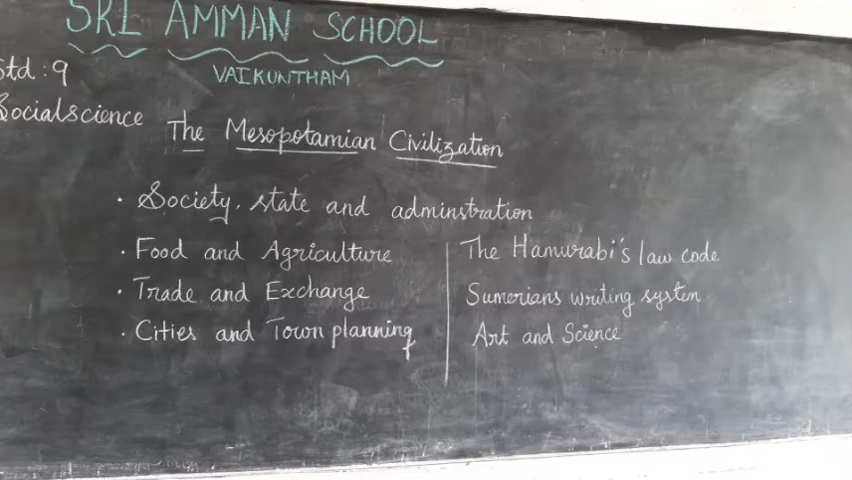 SRI AMMAN SCHOOL
VAIKUNTHAM
Std : 9
Socialscience
The Mesopotamian Civilization
• Society, state and adminstration
• Food and Agriculture
• Trade and Exchange
• Cities and Town planning
The Hamurabi's law code
Sumerians writing system
Art and Science